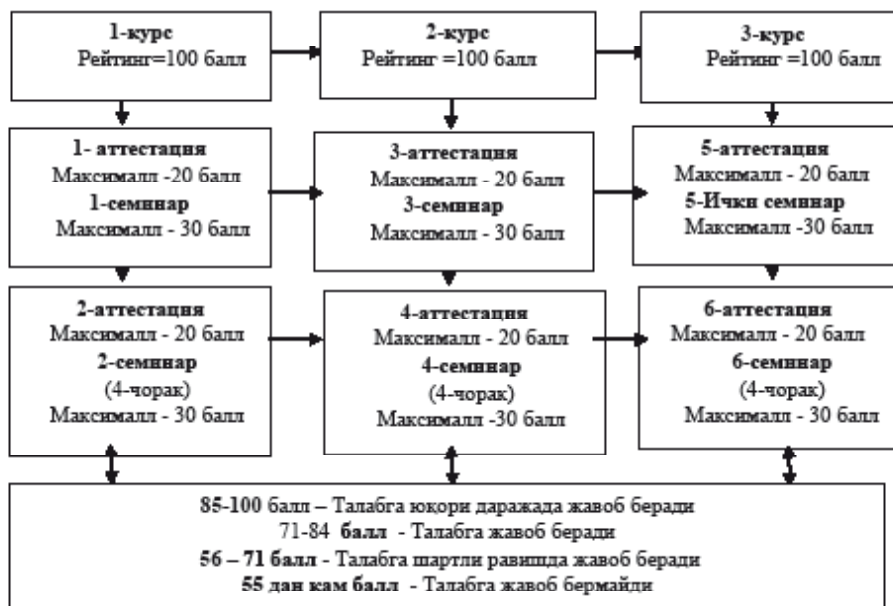 1-курс
Рейтинг=100 балл
2-курс
Рейтинг =100 балл
3-курс
Рейтинг =100 балл
1- аттестация
Максималл -20 балл
1-семинар
Максималл - 30 балл
3-аттестация
Максималл - 20 балл
3-семинар
Максималл - 30 балл
5-аттестация
Максималл - 20 балл
5-Ички семинар
Максималл -30 балл
2-аттестация
Максималл - 20 балл
2-семинар
(4-чорак)
Максималл - 30 балл
4-аттестация
Максималл - 20 балл
4-семинар
(4-чорак)
Максималл -30 балл
6-аттестация
Максималл - 20 балл
6-семинар
(4-чорак)
Максималл - 30 балл
85-100 балл – Талабга юқори даражада жавоб беради
71-84 балл - Талабга жавоб беради
56 – 71 балл - Талабга шартли равишда жавоб беради
55 дан кам балл - Талабга жавоб бермайди